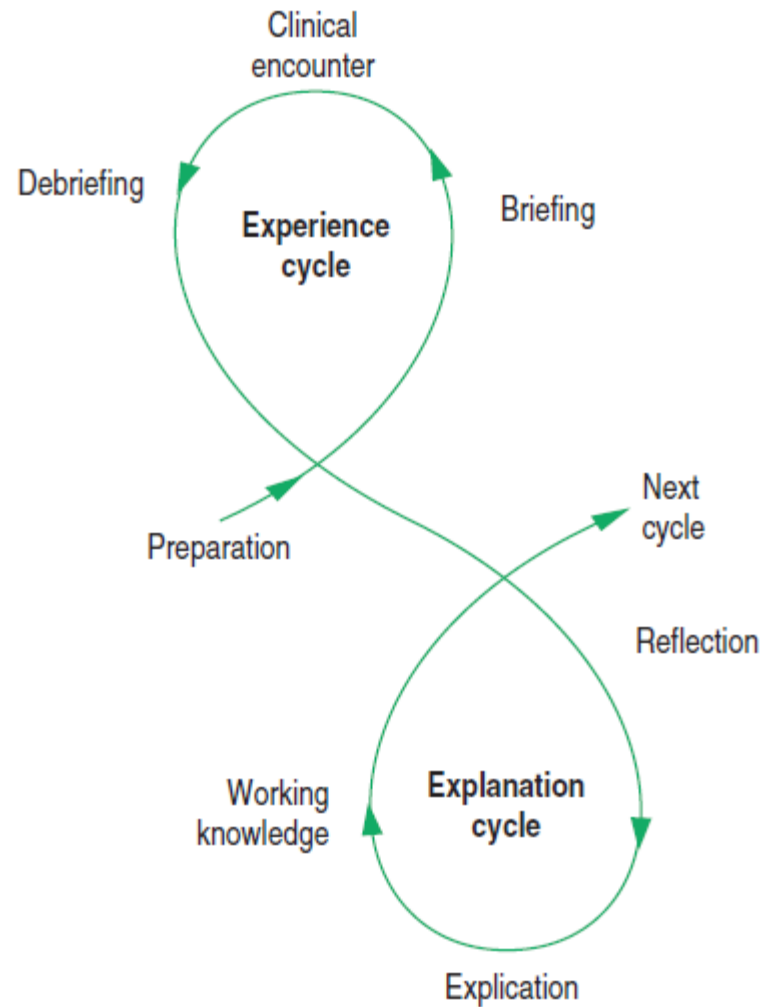 Clinical
encounter
Debriefing
Briefing
Experience
cycle
Preparation
Next
cycle
Reflection
Working
knowledge
Explanation
cycle
Explication